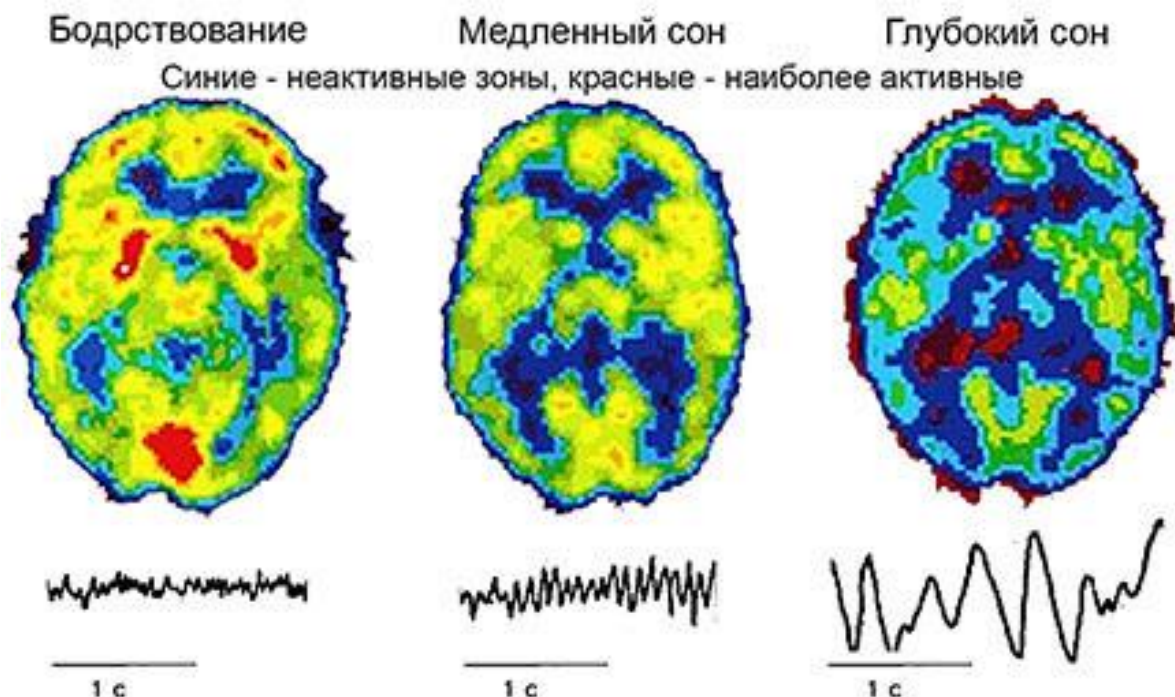 Бодрствование Медленный сон Глубокий сон
Синие - неактивные зоны, красные - наиболее активные
1 с 1 с 1 с